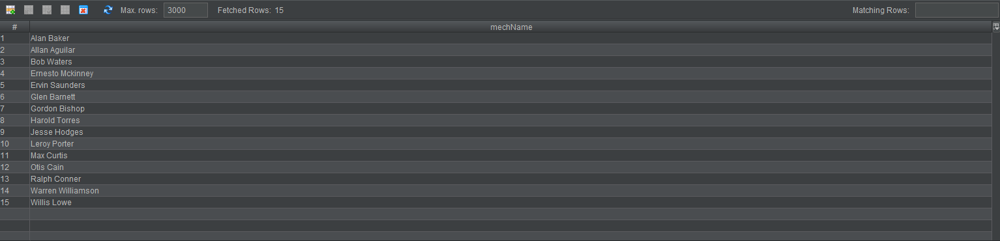 Max. rows: 3000 Fetched Rows: 15 Matching Rows:
# mechName
1 Alan Baker
2 Allan Aguilar
3 Bob Waters
4 Ernesto Mckinney
5 Ervin Saunders
6 Glen Barnett
7 Gordon Bishop
8 Harold Torres
9 Jesse Hodges
10 Leroy Porter
11 Max Curtis
12 Otis Cain
13 Ralph Conner
14 Warren Williamson
15 Willis Lowe